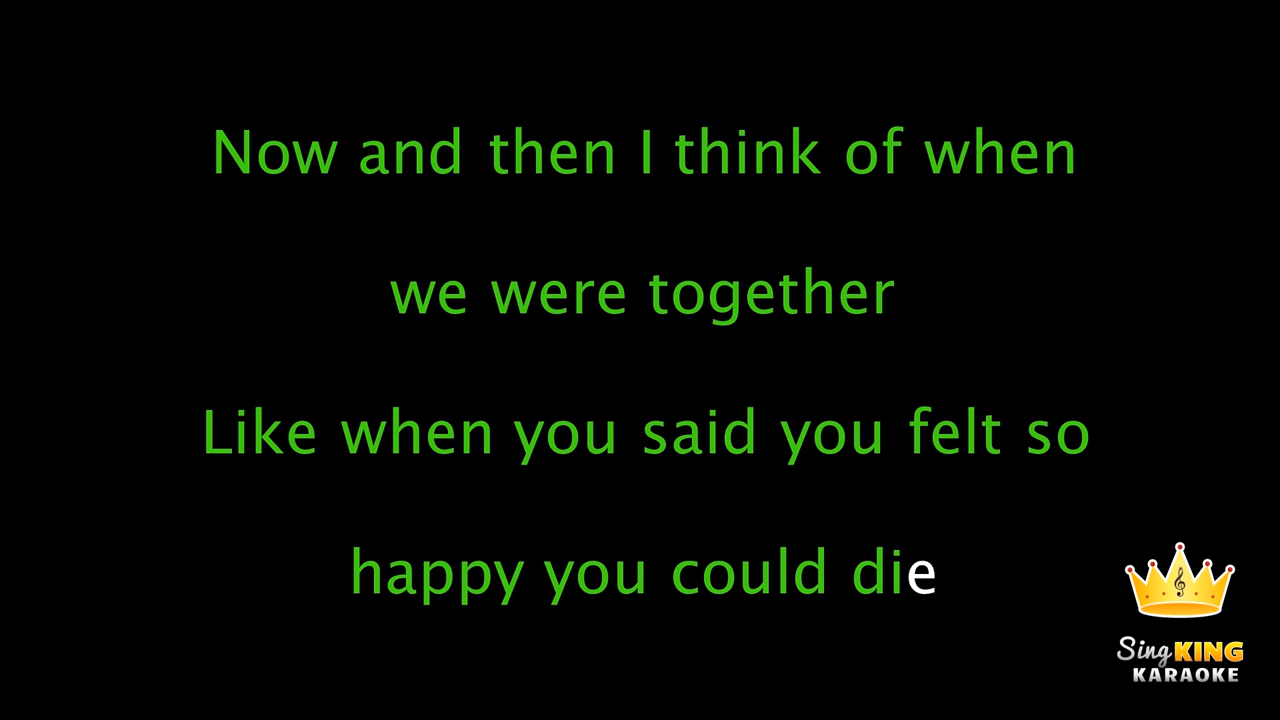 Now and then I think of when
we were together
Like when you said you felt so
happy you could die
Sing KING
KARAOKE